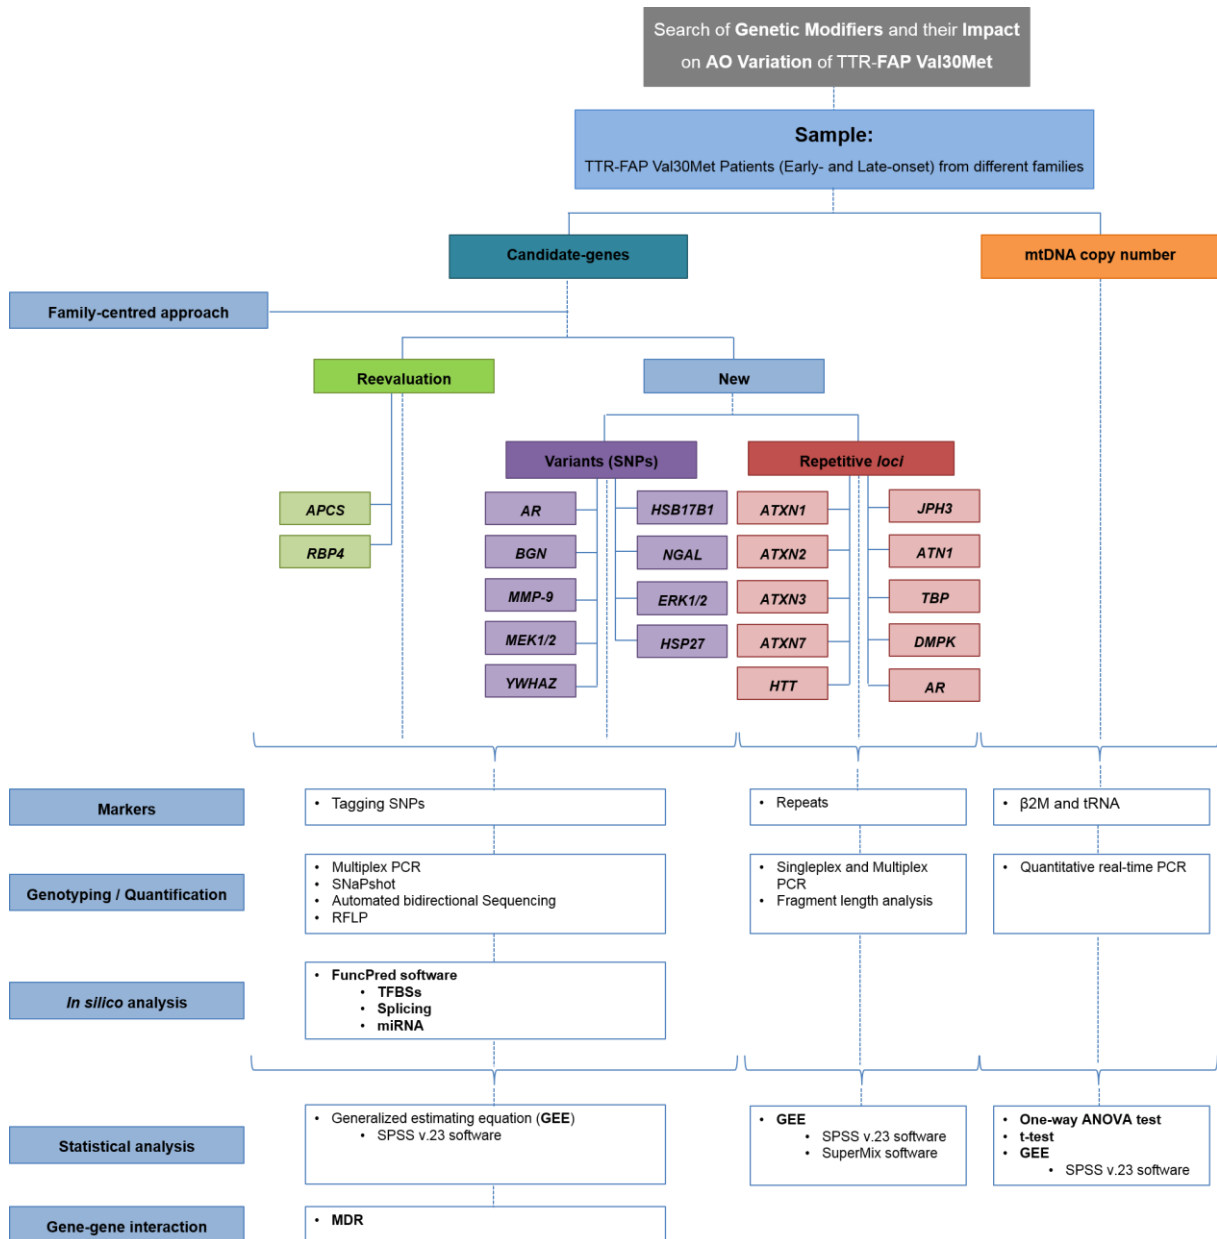 Search of Genetic Modifiers and their Impact
on AO Variation of TTR-FAP Val30Met
Sample:
TTR-FAP Val30Met Patients (Early- and Late-onset) from different families
Candidate-genes
mtDNA copy number
Family-centred approach
Reevaluation
New
Variants (SNPs)
Repetitive loci
APCS
RBP4
AR
BGN
MMP-9
MEK1/2
YWHAZ
HSB17B1
NGAL
ERK1/2
HSP27
ATXN1
ATXN2
ATXN3
ATXN7
HTT
JPH3
ATN1
TBP
DMPK
AR
Markers
• Tagging SNPs
• Repeats
• β2M and tRNA
Genotyping / Quantification
• Multiplex PCR
• SNaPshot
• Automated bidirectional Sequencing
• RFLP
• Singleplex and Multiplex
PCR
• Fragment length analysis
• Quantitative real-time PCR
In silico analysis
• FuncPred software
• TFBSs
• Splicing
• miRNA
Statistical analysis
• Generalized estimating equation (GEE)
• SPSS v.23 software
• GEE
• SPSS v.23 software
• SuperMix software
• One-way ANOVA test
• t-test
• GEE
• SPSS v.23 software
Gene-gene interaction
• MDR